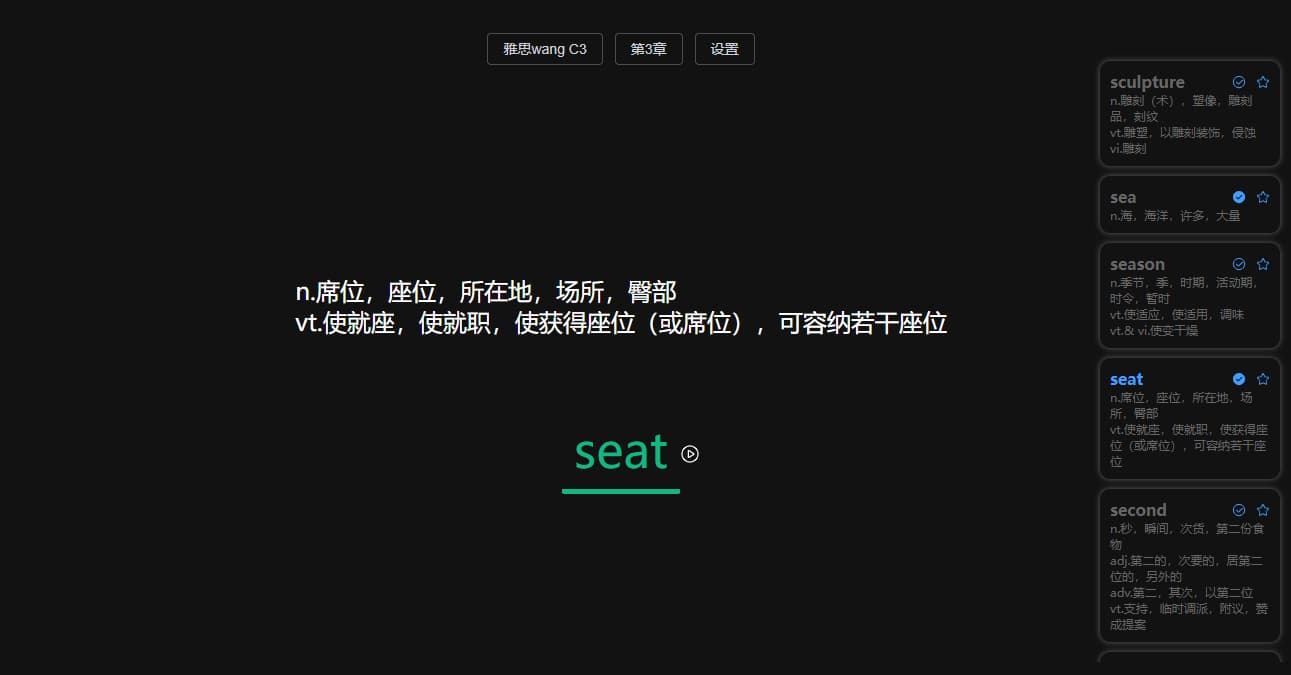 雅思wang C3 第3章 设置
n.席位，座位，所在地，场所，臀部
vt.使就座，使就职，使获得座位（或席位），可容纳若干座位
seat
sculpture
n.雕刻（术），塑像，雕刻
品，刻纹
vt.雕塑，以雕刻装饰，侵蚀
vi.雕刻
sea
n.海，海洋，许多，大量
season
n.季节，季，时期，活动期，
时令，暂时
vt.使适应，使适用，调味
vt.& vi.使变干燥
seat
n.席位，座位，所在地，场
所，臀部
vt.使就座，使就职，使获得座
位（或席位），可容纳若干座
位
second
n.秒，瞬间，次货，第二份食
物
adj.第二的，次要的，居第二
位的，另外的
adv.第二，其次，以第二位
vt.支持，临时调派，附议，赞
成提案